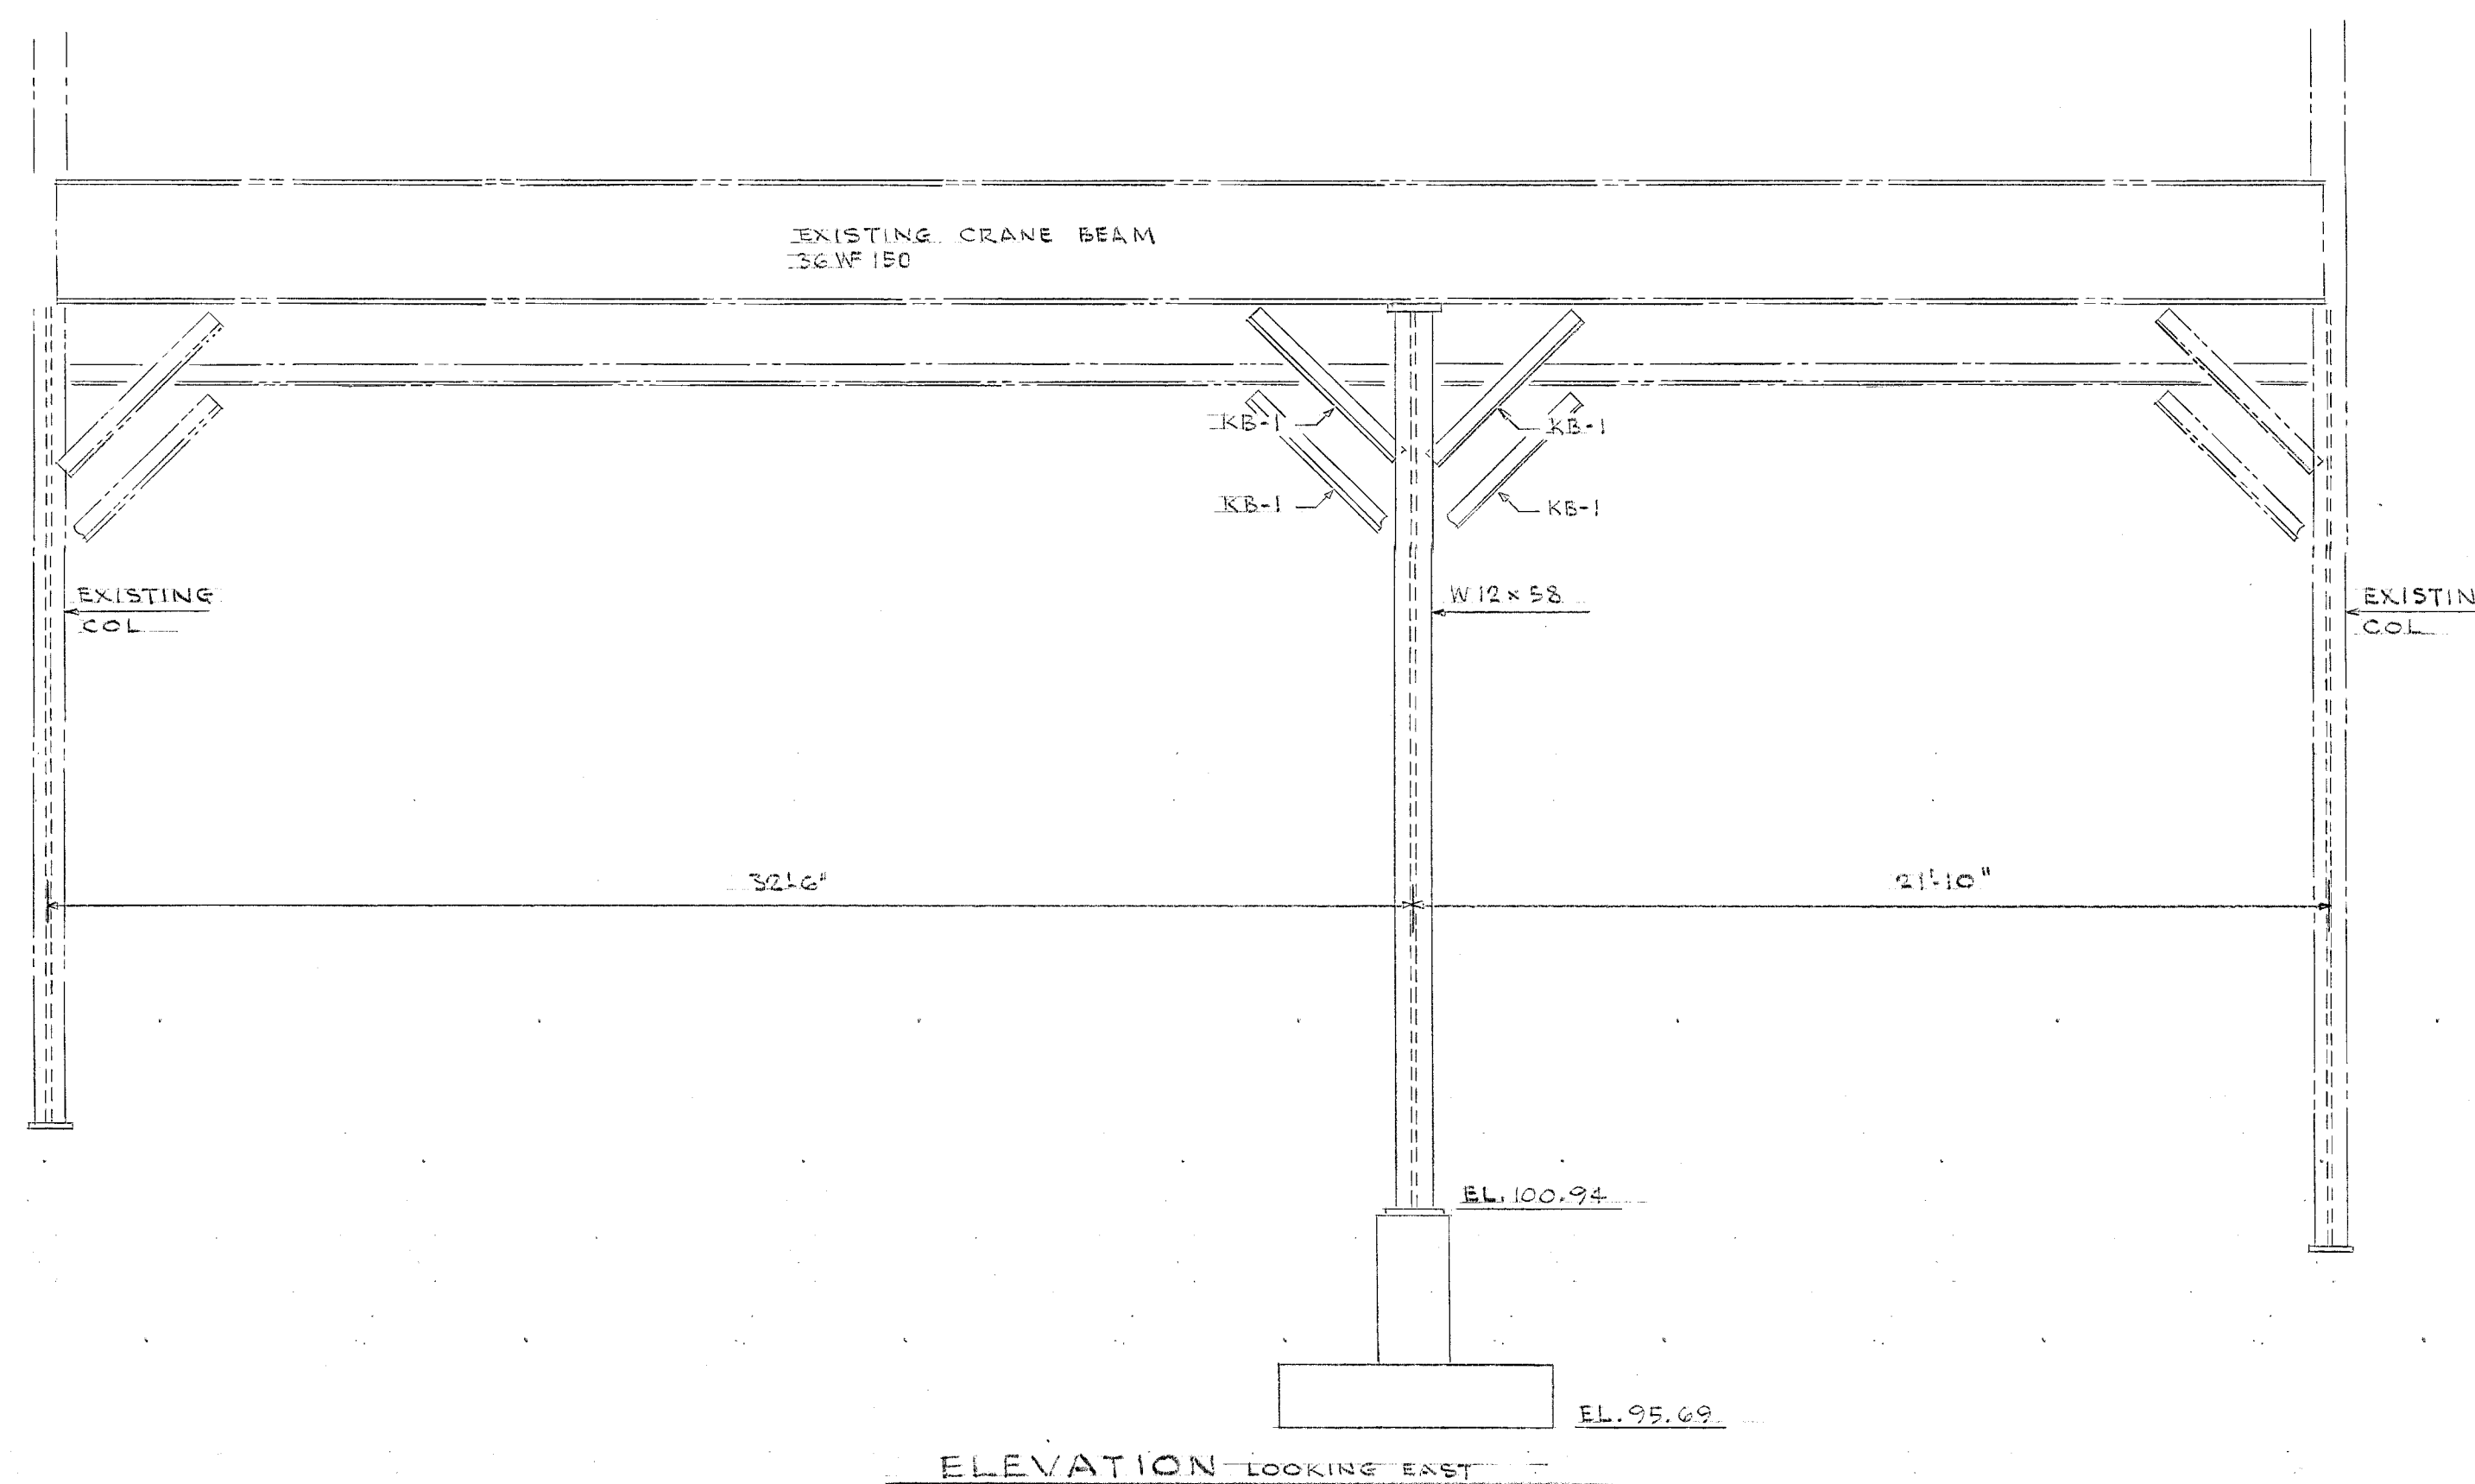 EXISTING CRANE BEAM
36 WF 150
KB-1
KB-1
KB-1
KB-1
EXISTING
COL
W 12 x 58
EXISTIN
COL
32'-6"
21'-10"
EL. 100.94
EL. 95.69
ELEVATION LOOKING EAST